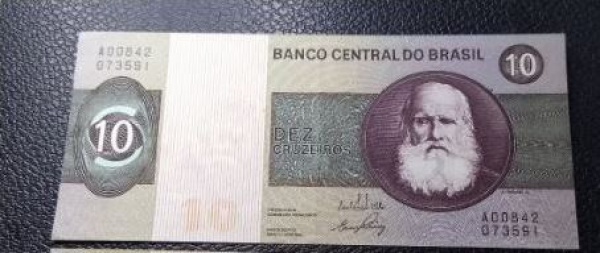 A00842
073591
BANCO CENTRAL DO BRASIL
10
10
DEZ
CRUZEIROS
10
A00842
073591